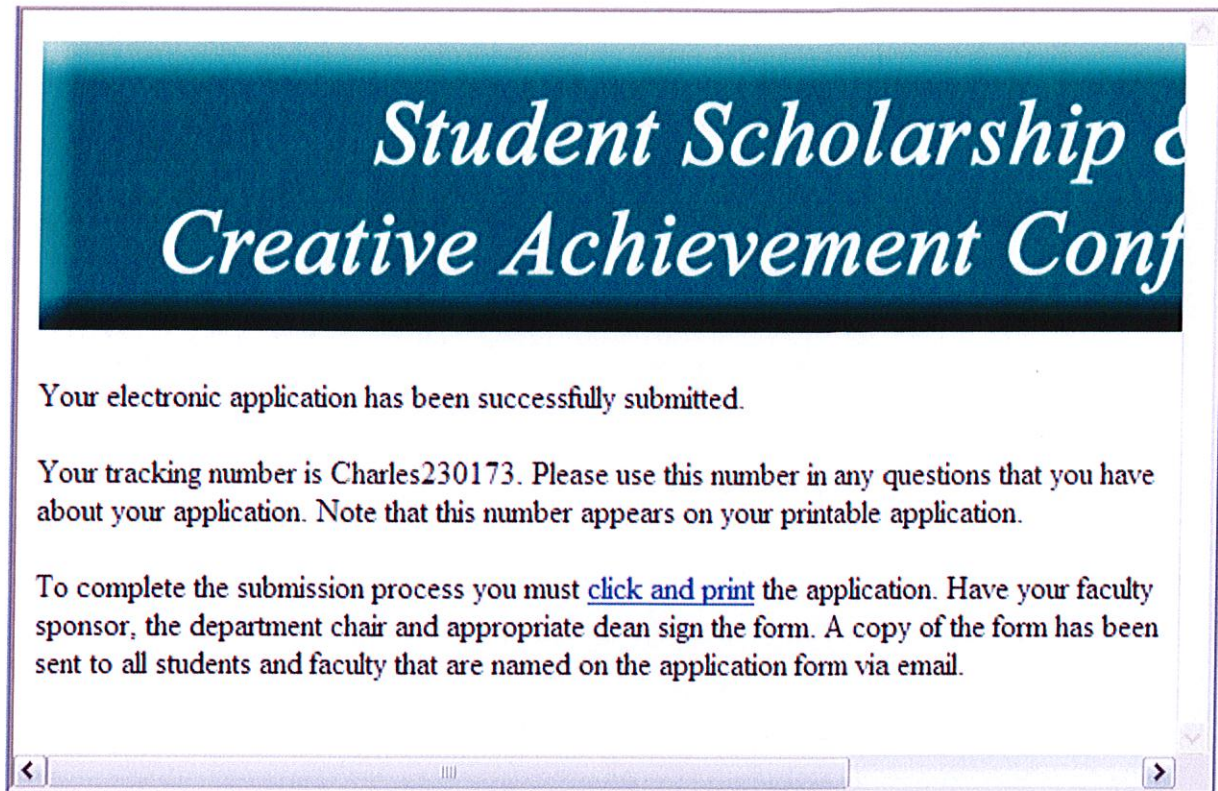 Student Scholarship &
Creative Achievement Conf
Your electronic application has been successfully submitted.
Your tracking number is Charles230173. Please use this number in any questions that you have
about your application. Note that this number appears on your printable application.
To complete the submission process you must click and print the application. Have your faculty
sponsor, the department chair and appropriate dean sign the form. A copy of the form has been
sent to all students and faculty that are named on the application form via email.